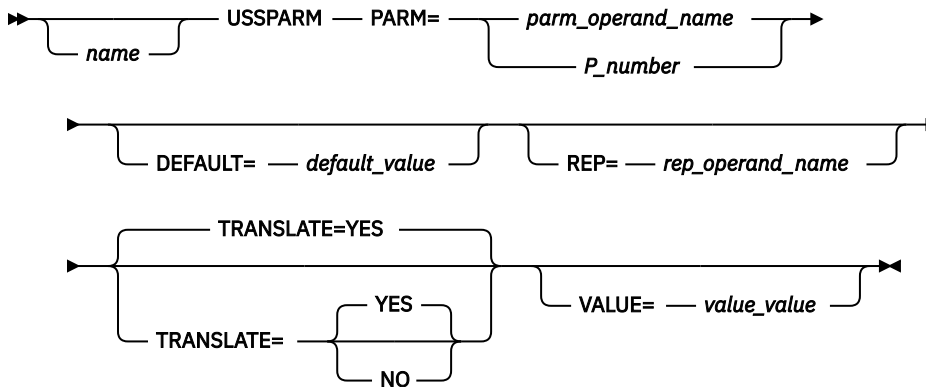 USSPARM PARM= parm_operand_name
name
P_number
DEFAULT= default_value REP= rep_operand_name
TRANSLATE=YES
YES
TRANSLATE=
NO
VALUE= value_value